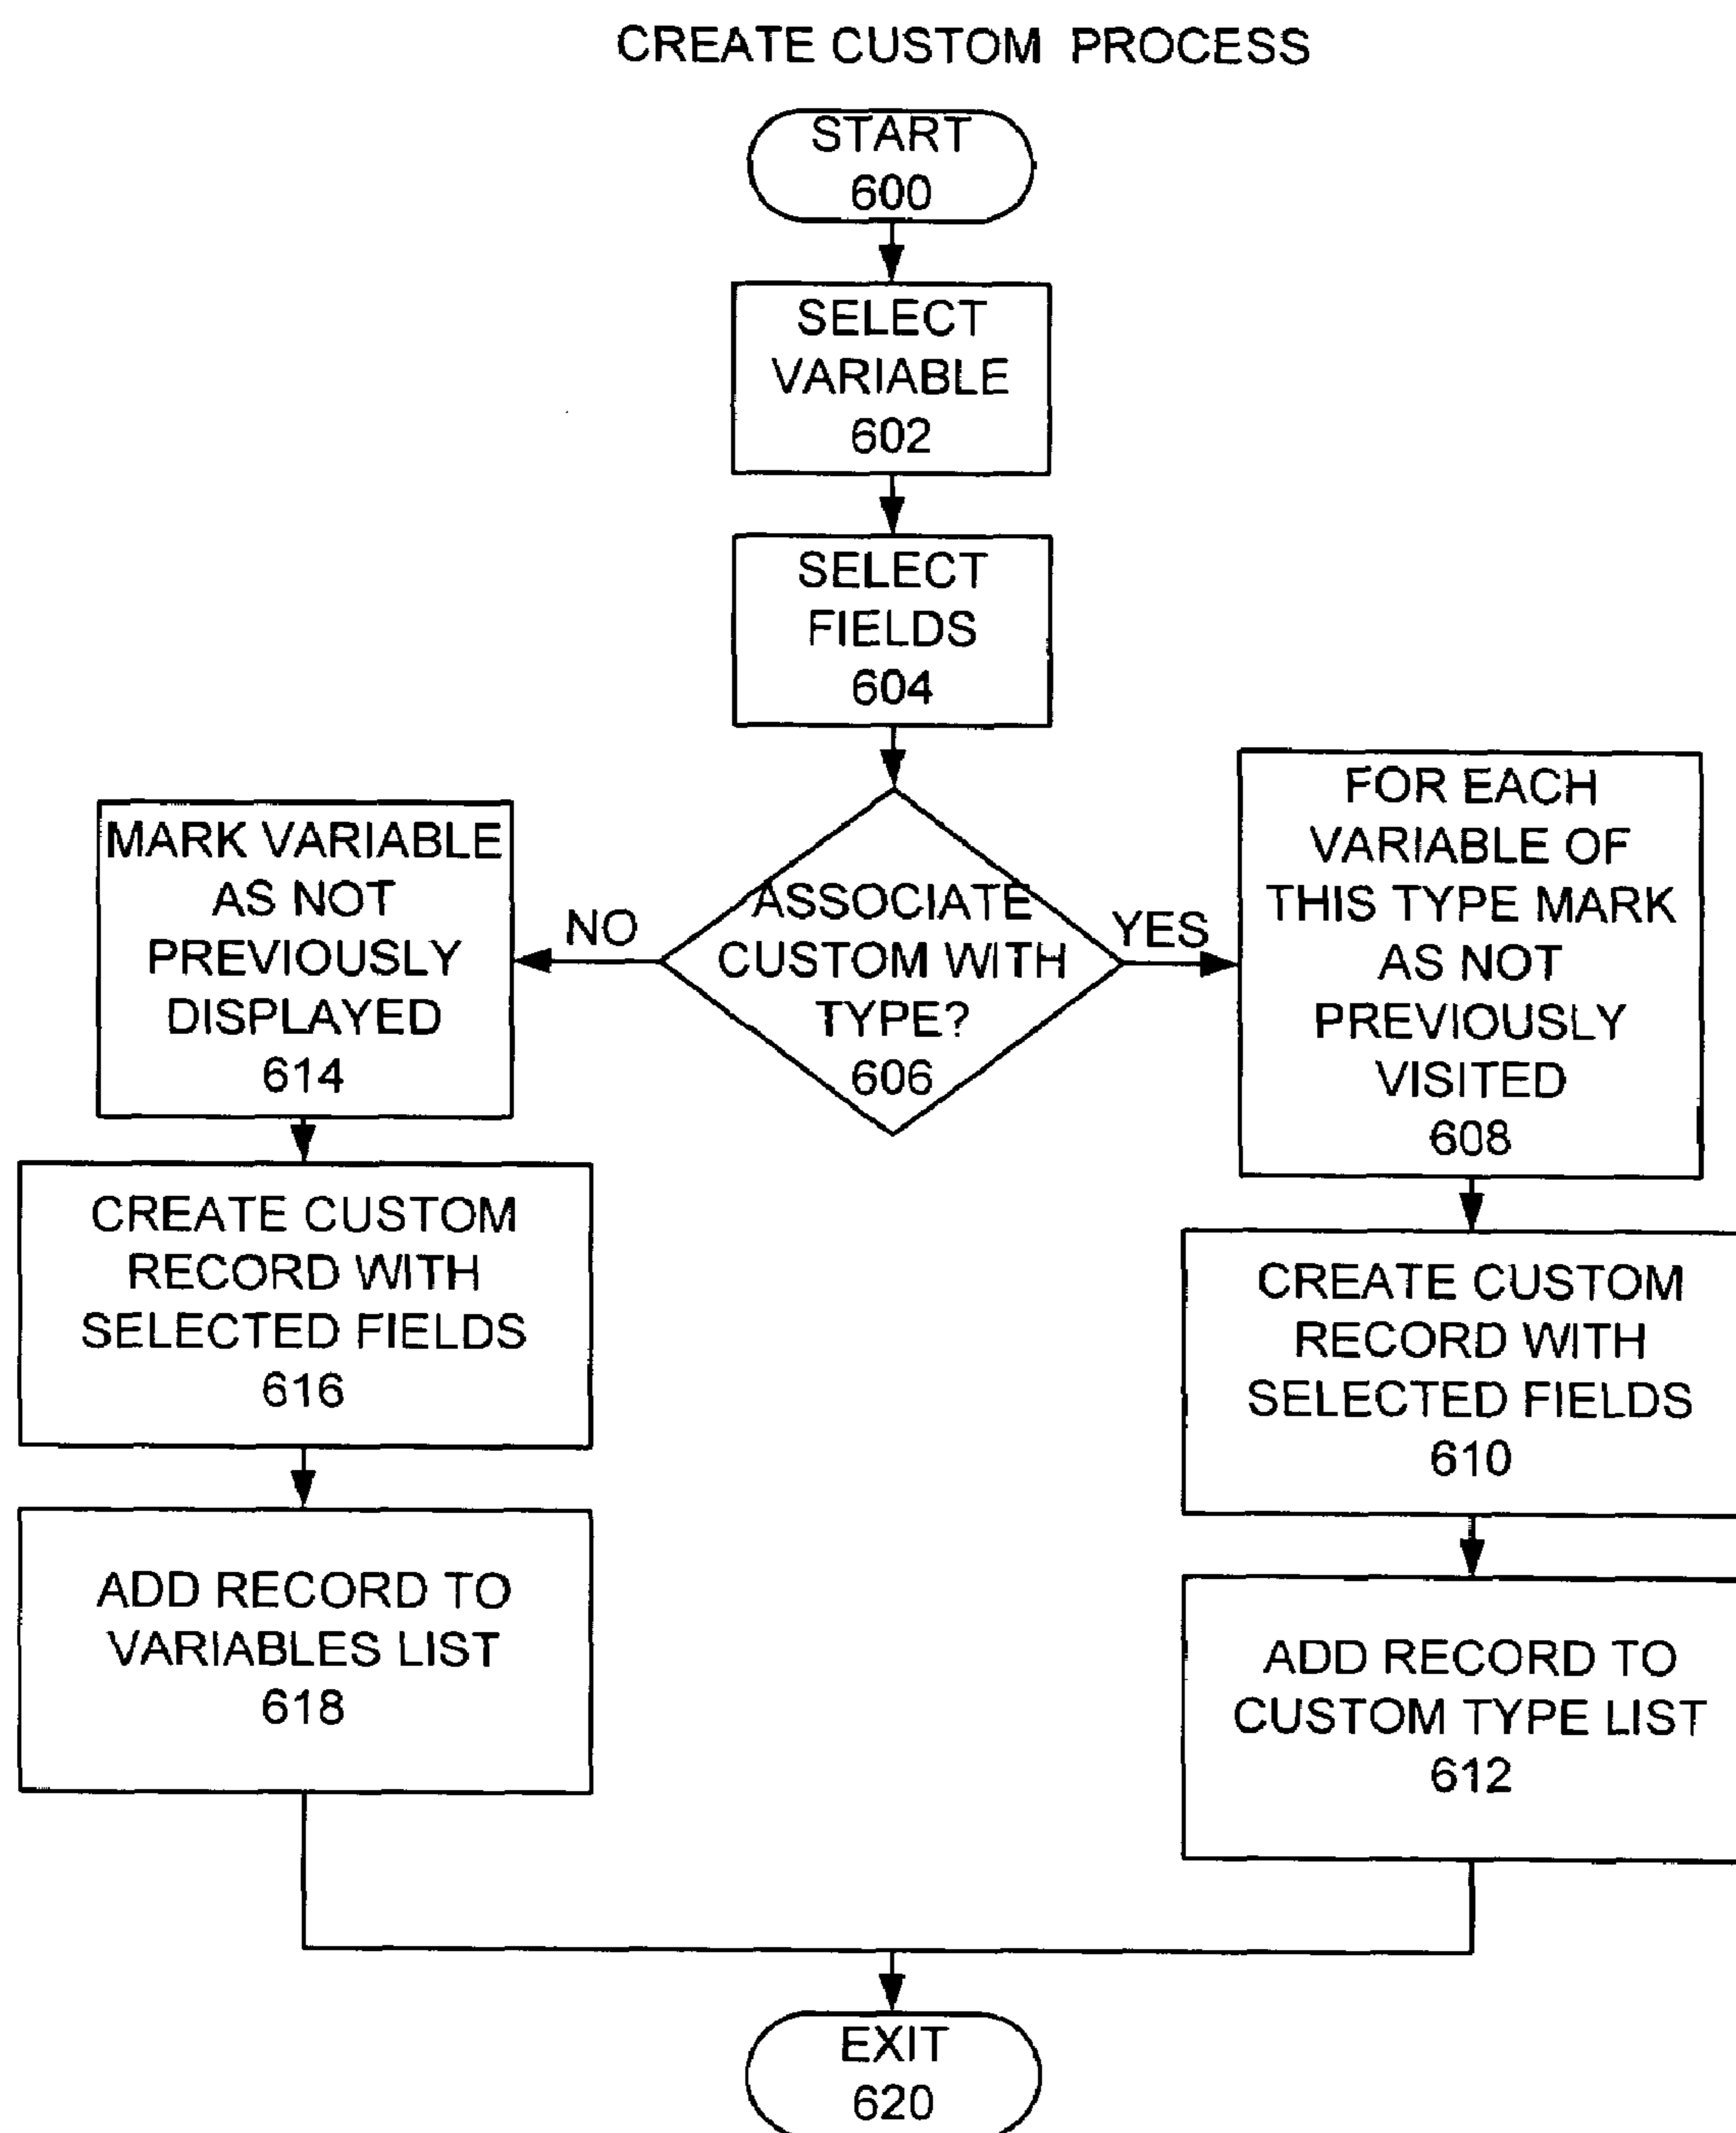 CREATE CUSTOM PROCESS
START
600
SELECT
VARIABLE
602
SELECT
FIELDS
604
ASSOCIATE
CUSTOM WITH
TYPE?
606
NO
YES
MARK VARIABLE
AS NOT
PREVIOUSLY
DISPLAYED
614
CREATE CUSTOM
RECORD WITH
SELECTED FIELDS
616
ADD RECORD TO
VARIABLES LIST
618
FOR EACH
VARIABLE OF
THIS TYPE MARK
AS NOT
PREVIOUSLY
VISITED
608
CREATE CUSTOM
RECORD WITH
SELECTED FIELDS
610
ADD RECORD TO
CUSTOM TYPE LIST
612
EXIT
620